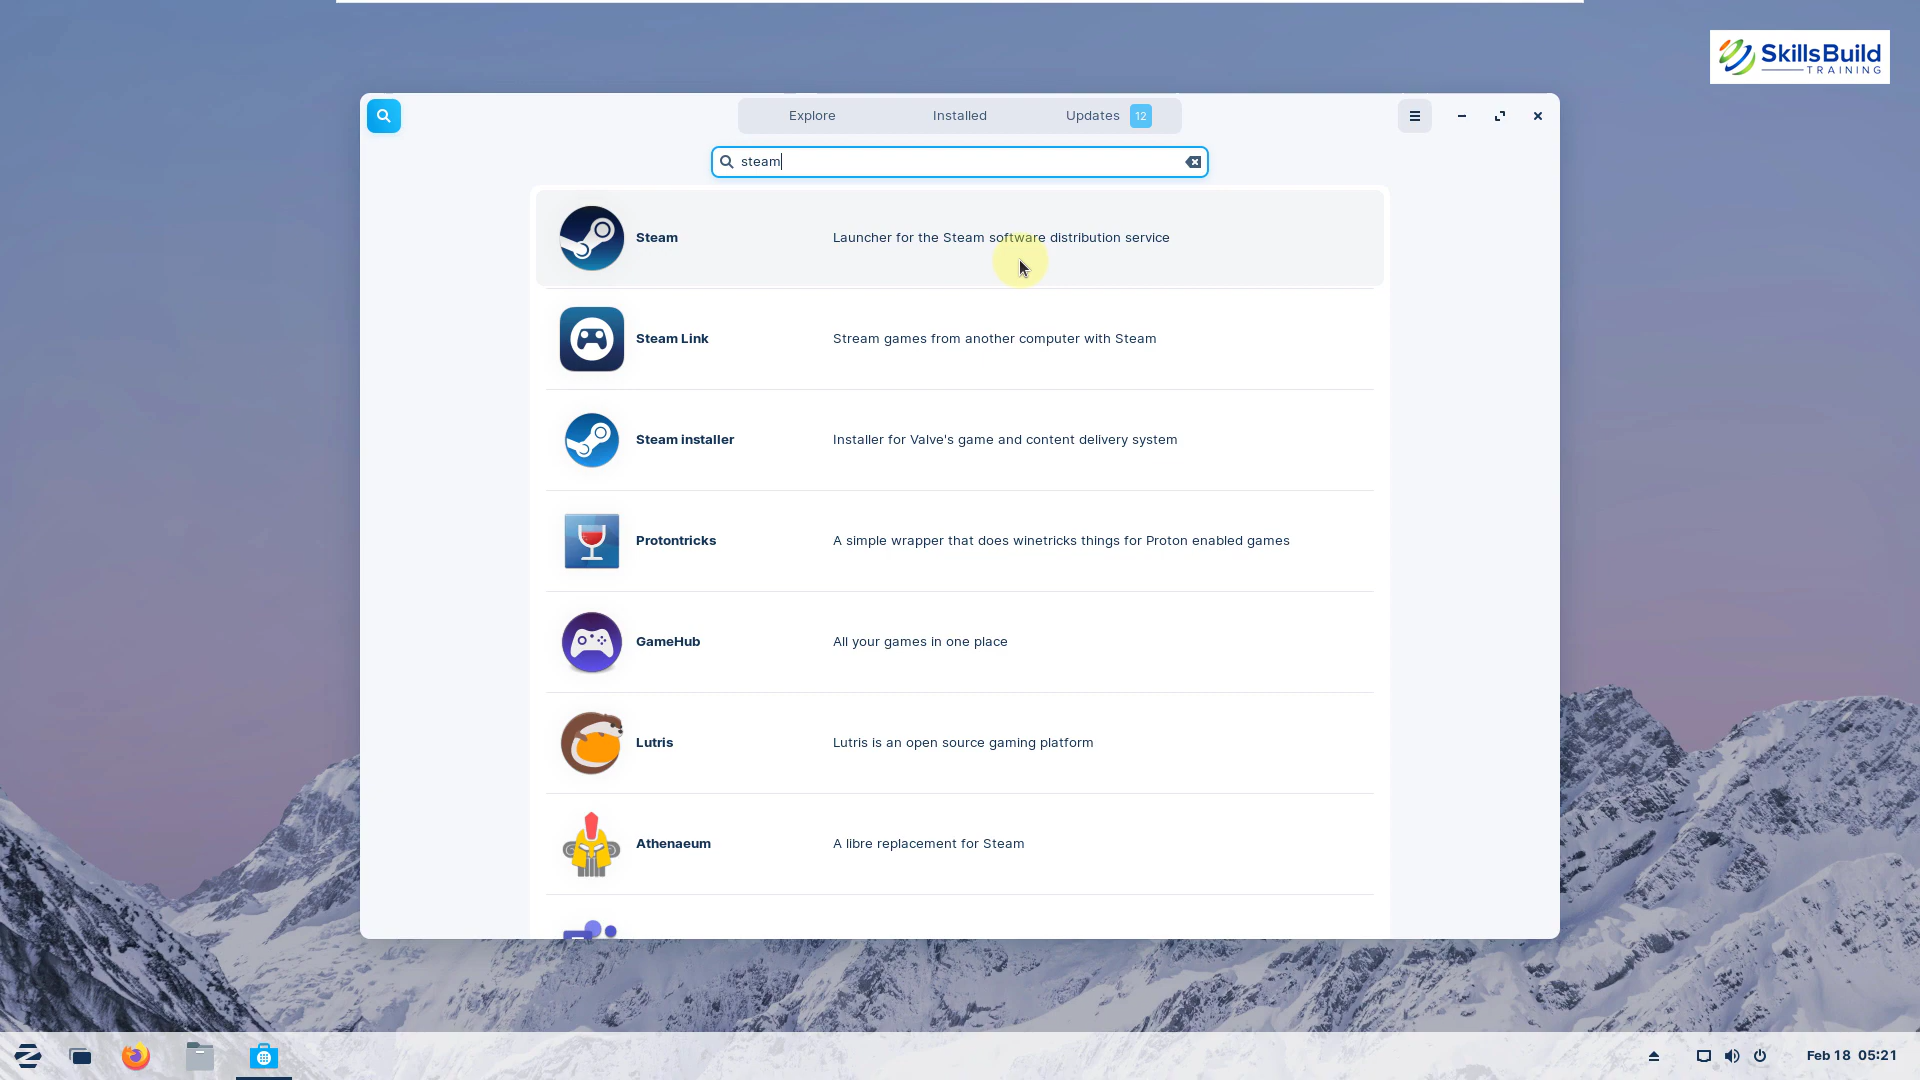 SkillsBuild
TRAINING
Explore
Installed
Updates 12
steam
Steam
Launcher for the Steam software distribution service
Steam Link
Stream games from another computer with Steam
Steam installer
Installer for Valve's game and content delivery system
Protontricks
A simple wrapper that does winetricks things for Proton enabled games
GameHub
All your games in one place
Lutris
Lutris is an open source gaming platform
Athenaeum
A libre replacement for Steam
Feb 18 05:21